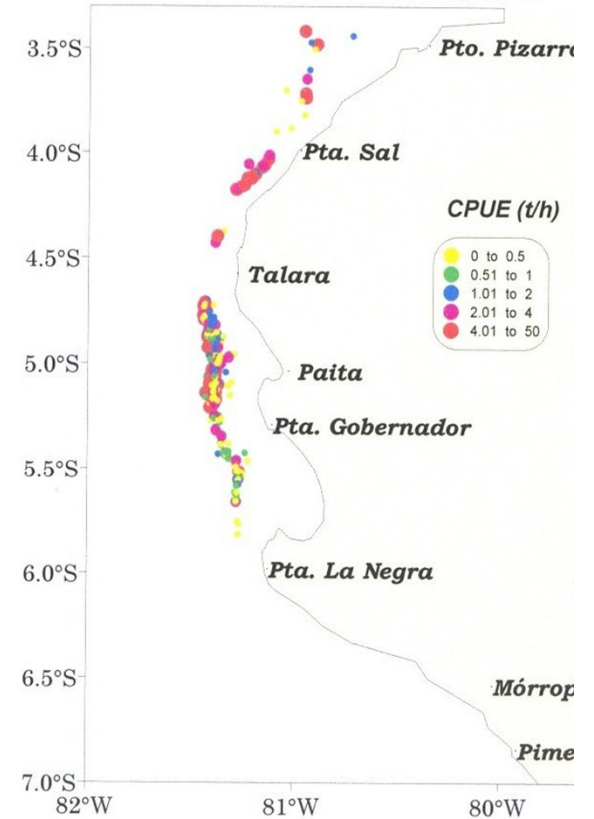 3.5°S
Pto. Pizarr
4.0°S
Pta. Sal
CPUE (t/h)
0 to 0.5
0.51 to 1
1.01 to 2
2.01 to 4
4.01 to 50
4.5°S
Talara
5.0°S
Paita
Pta. Gobernador
5.5°S
6.0°S
Pta. La Negra
6.5°S
Mórrop
Pime
7.0°S
82°W
81°W
80°W